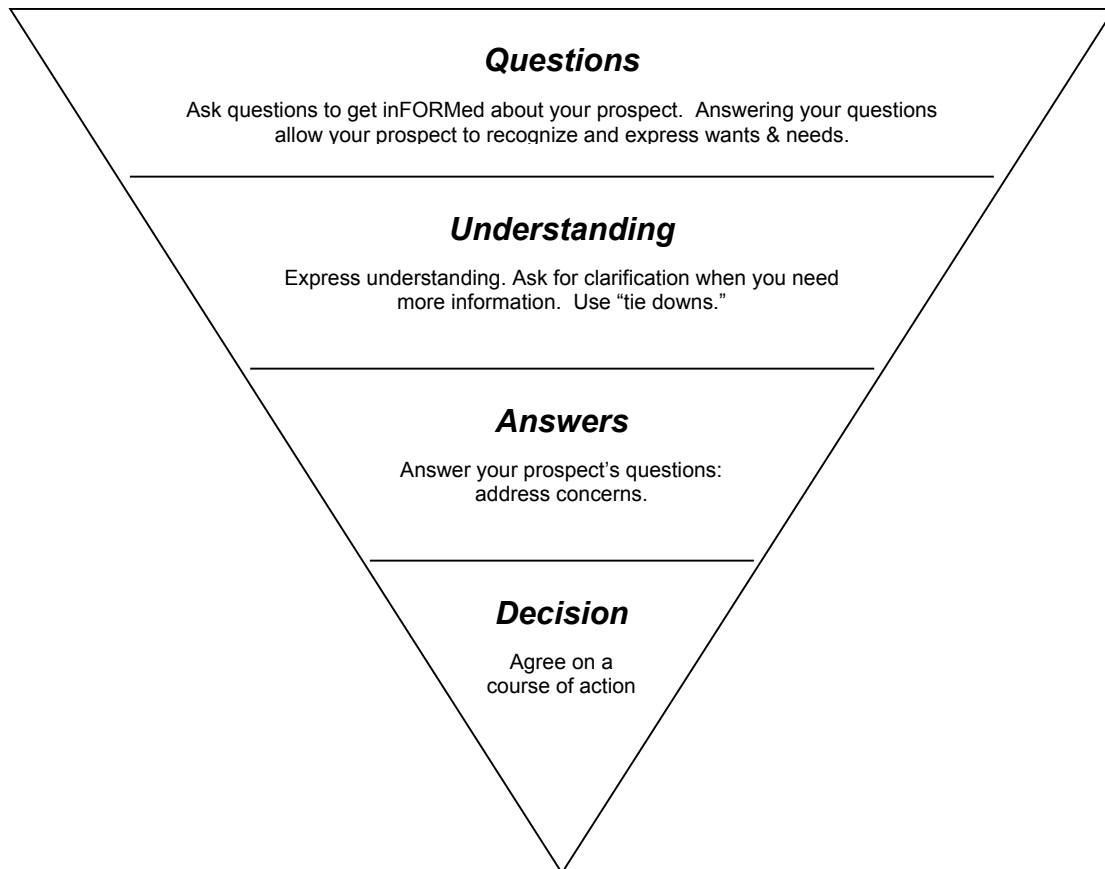 Questions
Ask questions to get inFORMed about your prospect.  Answering your questions
allow your prospect to recognize and express wants & needs.
Understanding
Express understanding. Ask for clarification when you need
more information.  Use “tie downs.”
Answers
Answer your prospect’s questions:
address concerns.
Decision
Agree on a
course of action